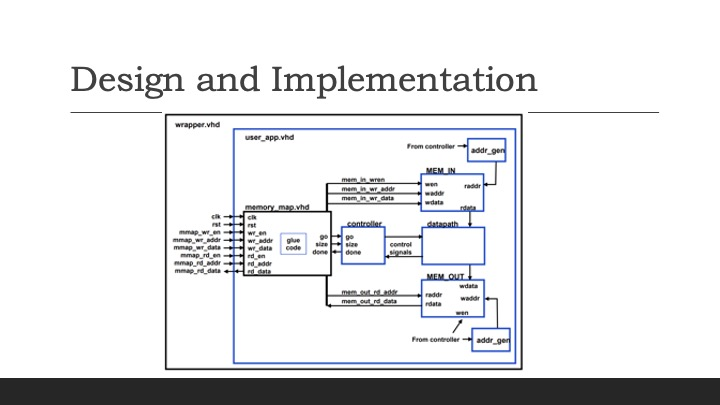 Design and Implementation
wrapper.vhd
user_app.vhd
From controller
addr_gen
MEM_IN
mem_in_wren
mem_in_wr_addr
mem_in_wr_data
wen
waddr
wdata
raddr
rdata
memory_map.vhd
clk
rst
mmap_wr_en
mmap_wr_addr
mmap_wr_data
mmap_rd_en
mmap_rd_addr
mmap_rd_data
clk
rst
wr_en
wr_addr
wr_data
rd_en
rd_addr
rd_data
glue
code
go
size
done
controller
go
size
done
control
signals
datapath
MEM_OUT
mem_out_rd_addr
mem_out_rd_data
raddr
rdata
wdata
waddr
wen
From controller
addr_gen